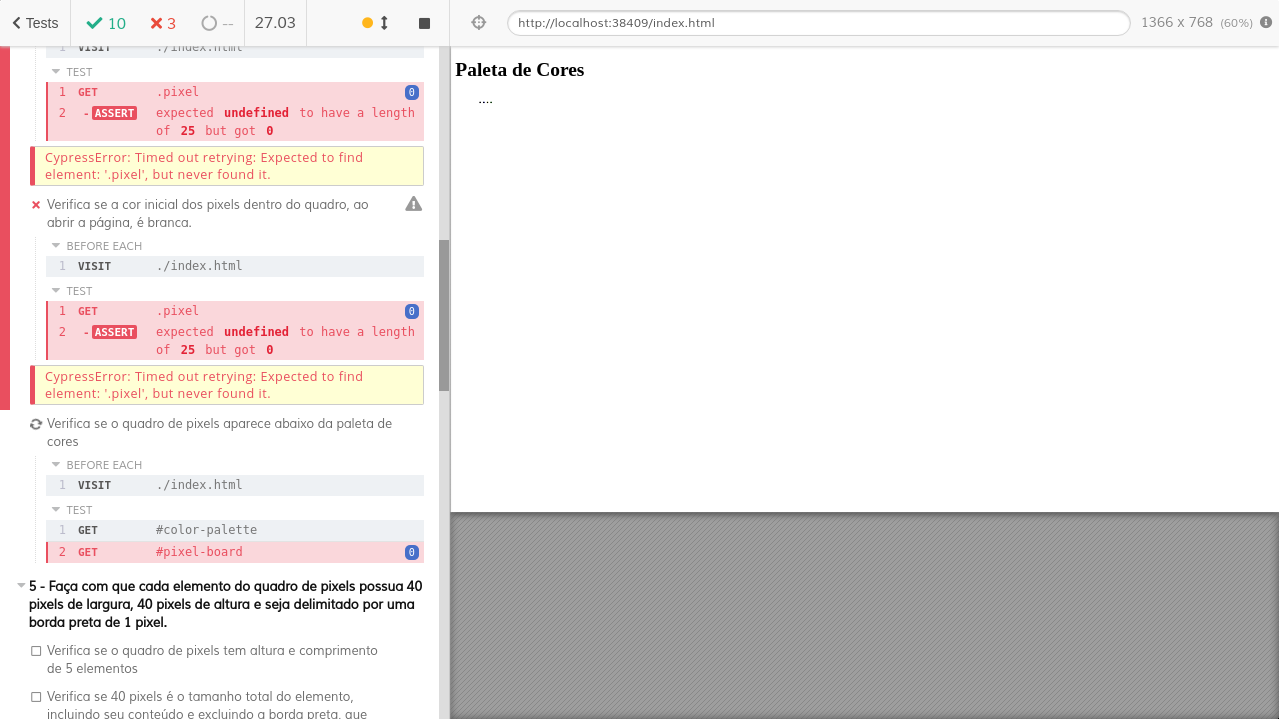 Tests 10 3 -- 27.03 http://localhost:38409/index.html 1366 x 768 (60%)
1 VISIT ./index.html
TEST
1 GET .pixel 0
2 -ASSERT expected undefined to have a length
of 25 but got 0
CypressError: Timed out retrying: Expected to find
element: '.pixel', but never found it.
Verifica se a cor inicial dos pixels dentro do quadro, ao
abrir a página, é branca.
BEFORE EACH
1 VISIT ./index.html
TEST
1 GET .pixel 0
2 -ASSERT expected undefined to have a length
of 25 but got 0
CypressError: Timed out retrying: Expected to find
element: '.pixel', but never found it.
Verifica se o quadro de pixels aparece abaixo da paleta de
cores
BEFORE EACH
1 VISIT ./index.html
TEST
1 GET #color-palette
2 GET #pixel-board 0
5 - Faça com que cada elemento do quadro de pixels possua 40
pixels de largura, 40 pixels de altura e seja delimitado por uma
borda preta de 1 pixel.
Verifica se o quadro de pixels tem altura e comprimento
de 5 elementos
Verifica se 40 pixels é o tamanho total do elemento,
incluindo seu conteúdo e excluindo a borda preta, que
Paleta de Cores
....